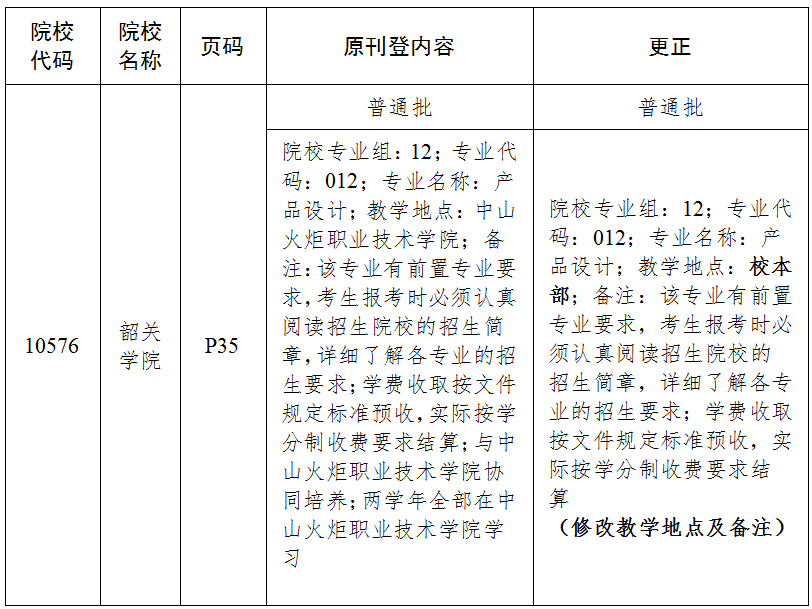 院校
代码
院校
名称
页码
原刊登内容
更正
10576
韶关
学院
P35
普通批
院校专业组：12；专业代
码：012；专业名称：产
品设计；教学地点：中山
火炬职业技术学院；备
注：该专业有前置专业要
求，考生报考时必须认真
阅读招生院校的招生简
章，详细了解各专业的招
生要求；学费收取按文件
规定标准预收，实际按学
分制收费要求结算；与中
山火炬职业技术学院协
同培养；两学年全部在中
山火炬职业技术学院学
习
普通批
院校专业组：12；专业代
码：012；专业名称：产
品设计；教学地点：校本
部；备注：该专业有前置
专业要求，考生报考时必
须认真阅读招生院校的
招生简章，详细了解各专
业的招生要求；学费收取
按文件规定标准预收，实
际按学分制收费要求结
算
（修改教学地点及备注）